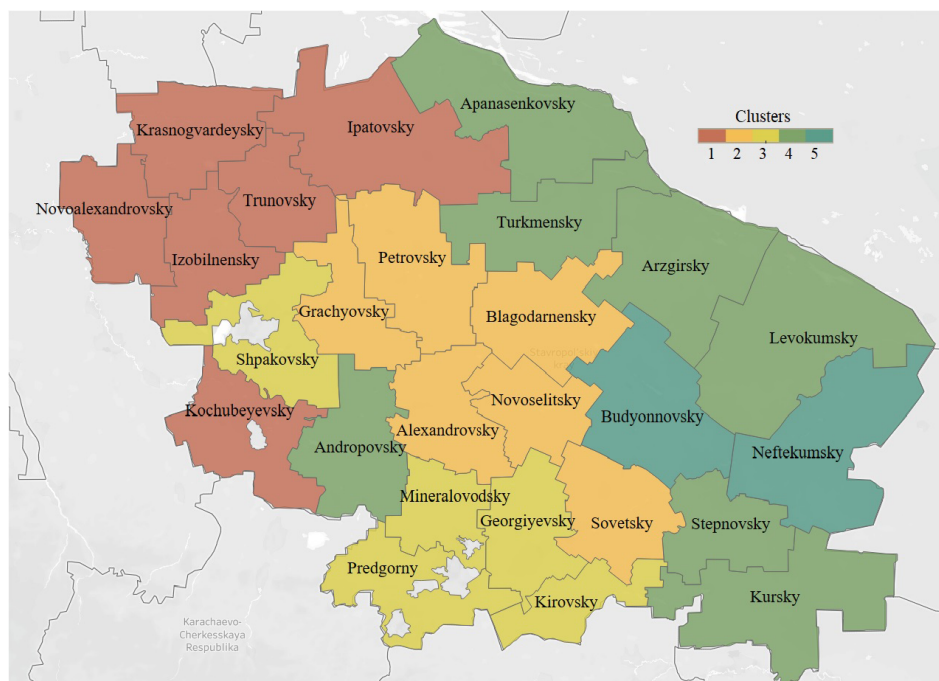 Apanasenkovsky
Clusters
1 2 3 4 5
Krasnogvardeysky
Ipatovsky
Trunovsky
Novoalexandrovsky
Turkmensky
Izobilnensky
Petrovsky
Arzgirsky
Grachyovsky
Blagodarnensky
Levokumsky
Shpakovsky
Novoselitsky
Kochubeyevsky
Budyonnovsky
Alexandrovsky
Andropovsky
Neftekumsky
Mineralovodsky
Georgiyevsky
Sovetsky
Stepnovsky
Predgorny
Kirovsky
Kursky
Karachaevo-
Cherkesskaya
Respublika